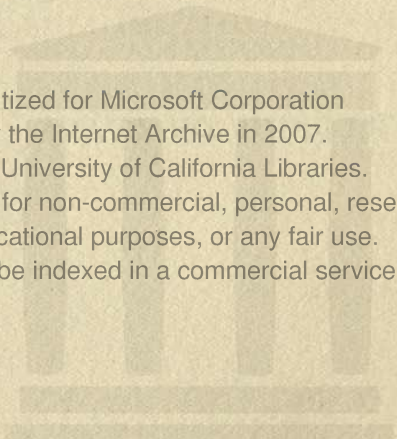 tized for Microsoft Corporation
the Internet Archive in 2007.
University of California Libraries.
for non-commercial, personal, rese
cational purposes, or any fair use.
be indexed in a commercial service